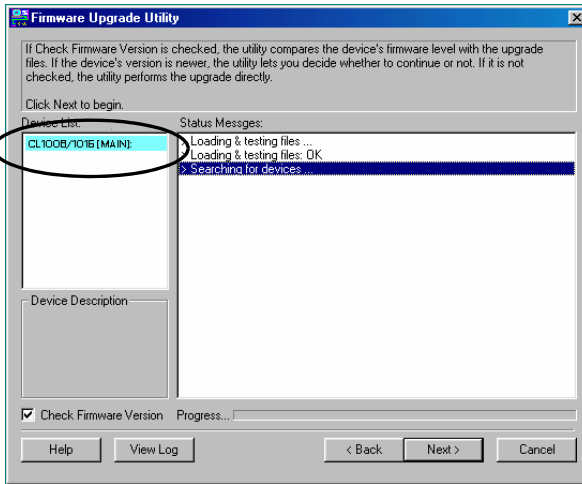 Firmware Upgrade Utility
If Check Firmware Version is checked, the utility compares the device's firmware level with the upgrade
files. If the device's version is newer, the utility lets you decide whether to continue or not. If it is not
checked, the utility performs the upgrade directly.
Click Next to begin.
Device List:
Status Messges:
CL1008/1016 [MAIN]:
> Loading & testing files ...
> Loading & testing files: OK
> Searching for devices ...
Device Description
Check Firmware Version
Progress...
Help
View Log
< Back
Next >
Cancel